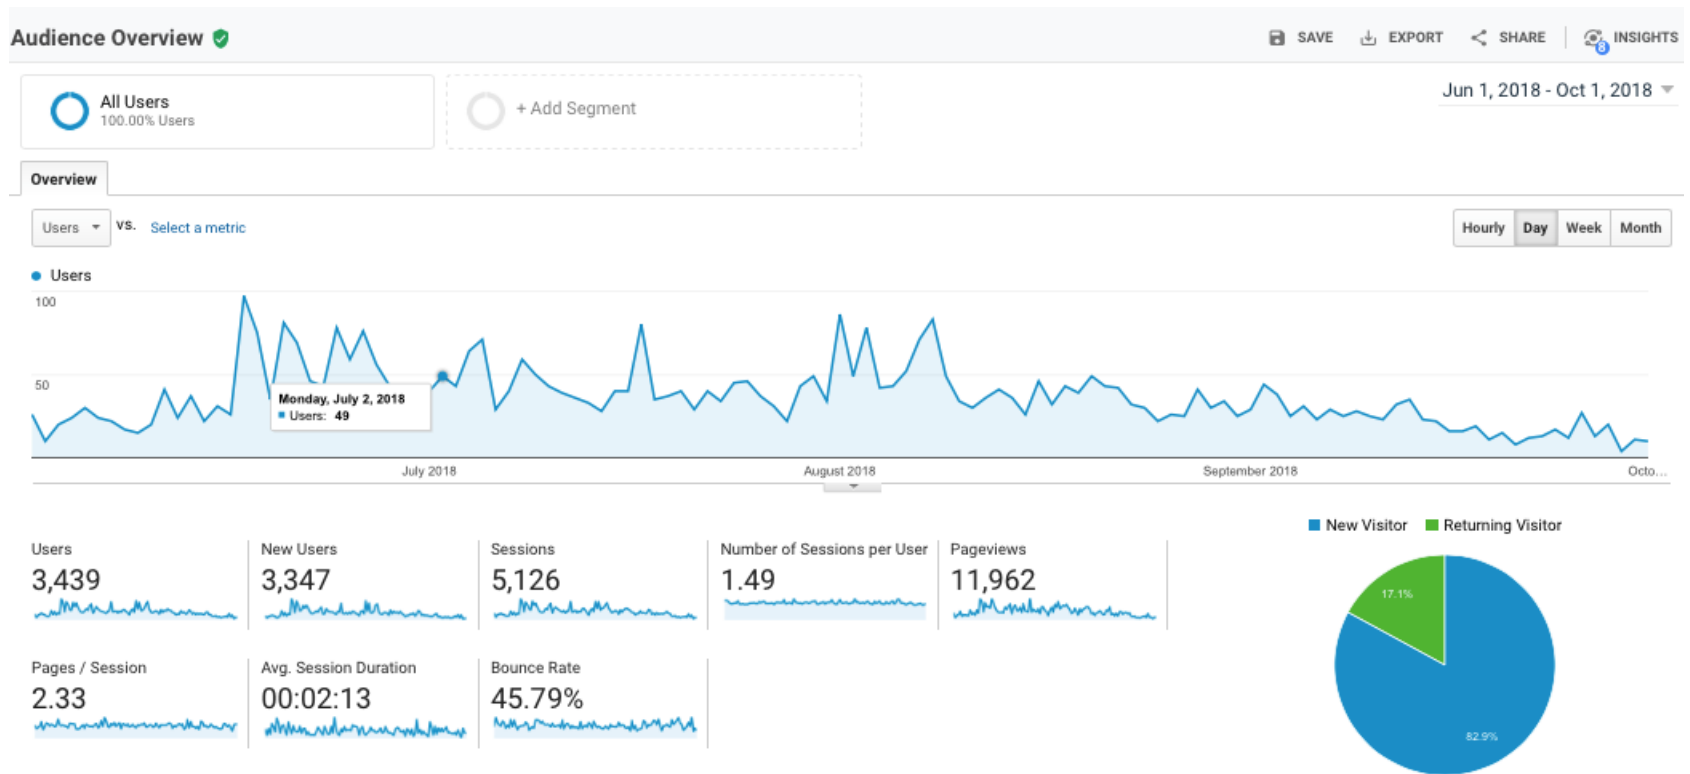 Audience Overview
SAVE EXPORT SHARE INSIGHTS
8
All Users
100.00% Users
+ Add Segment
Jun 1, 2018 - Oct 1, 2018
Overview
Users VS. Select a metric
Hourly Day Week Month
Users
100
50
Monday, July 2, 2018
Users: 49
July 2018 August 2018 September 2018 Octo...
New Visitor Returning Visitor
Users
3,439
New Users
3,347
Sessions
5,126
Number of Sessions per User
1.49
Pageviews
11,962
Pages / Session
2.33
Avg. Session Duration
00:02:13
Bounce Rate
45.79%
17.1%
82.9%